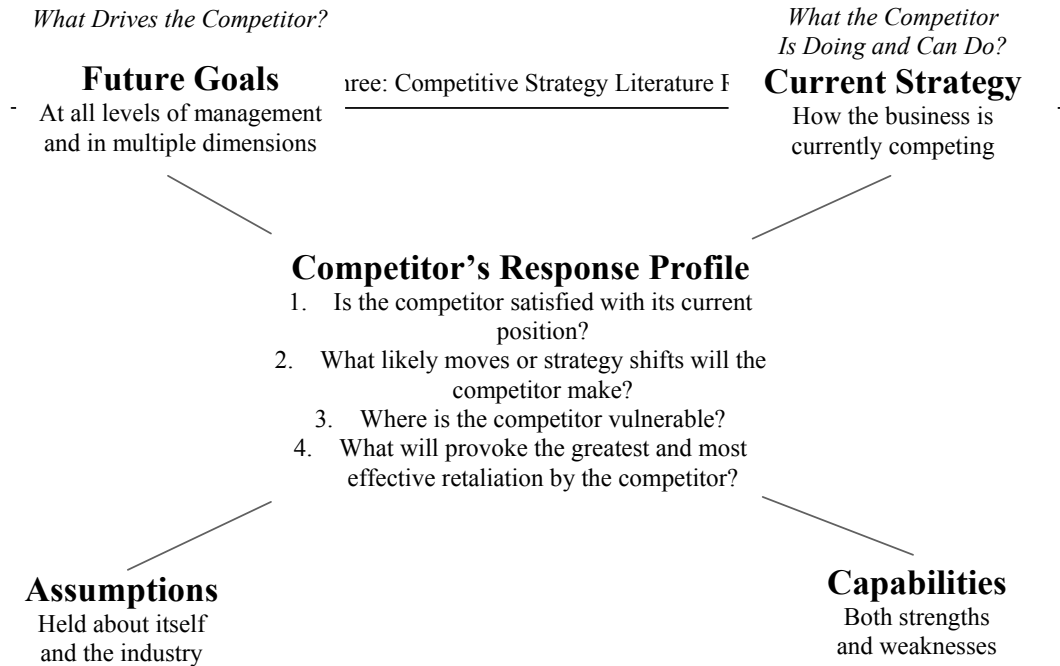 What Drives the Competitor?
Future Goals
At all levels of management
and in multiple dimensions
Three: Competitive Strategy Literature
What the Competitor
Is Doing and Can Do?
Current Strategy
How the business is
currently competing
Competitor’s Response Profile
1. Is the competitor satisfied with its current
position?
2. What likely moves or strategy shifts will the
competitor make?
3. Where is the competitor vulnerable?
4. What will provoke the greatest and most
effective retaliation by the competitor?
Assumptions
Held about itself
and the industry
Capabilities
Both strengths
and weaknesses